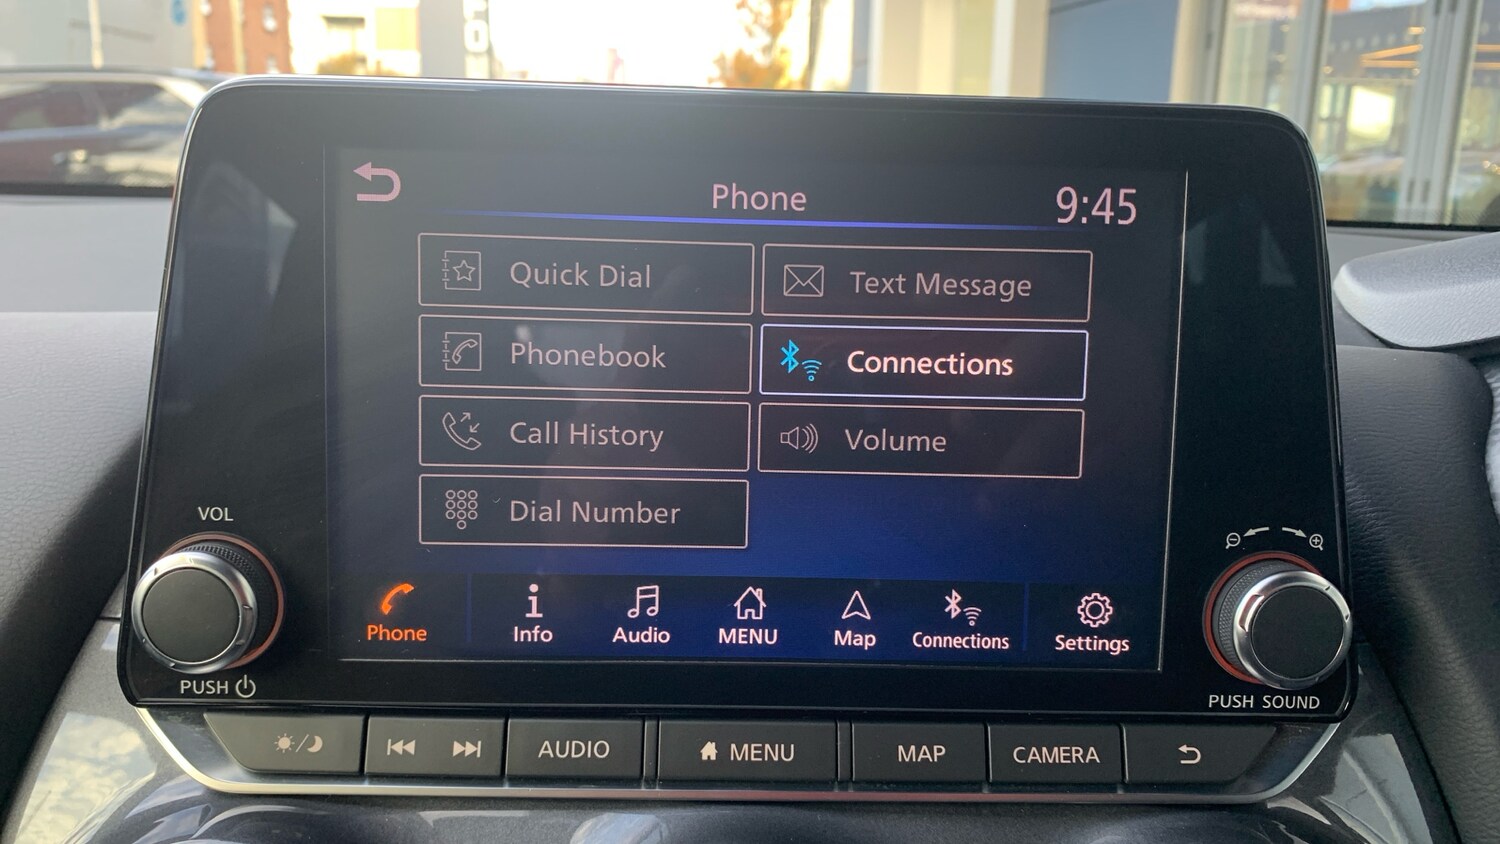 Phone
9:45
Quick Dial
Text Message
Phonebook
Connections
Call History
Volume
Dial Number
Phone
Info
Audio
MENU
Map
Connections
Settings
VOL
PUSH
PUSH SOUND
AUDIO
MENU
MAP
CAMERA